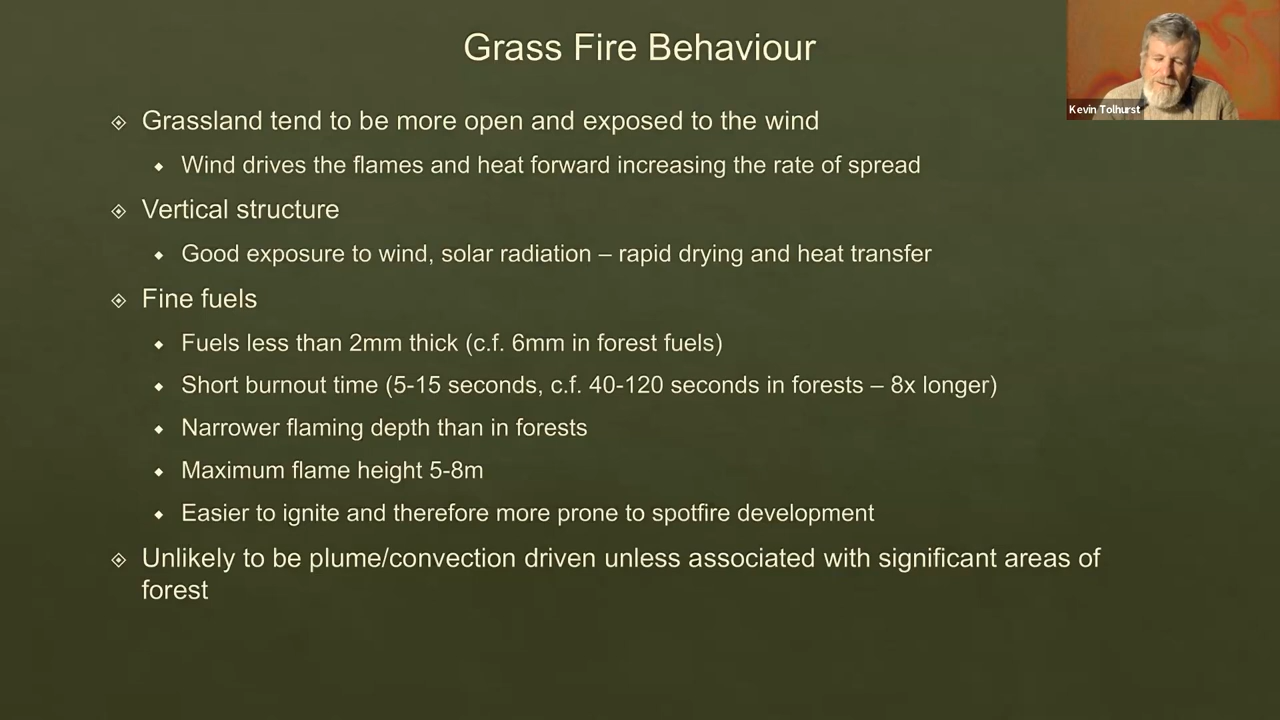 Grass Fire Behaviour
Kevin Tolhurst
Grassland tend to be more open and exposed to the wind
Wind drives the flames and heat forward increasing the rate of spread
Vertical structure
Good exposure to wind, solar radiation – rapid drying and heat transfer
Fine fuels
Fuels less than 2mm thick (c.f. 6mm in forest fuels)
Short burnout time (5-15 seconds, c.f. 40-120 seconds in forests – 8x longer)
Narrower flaming depth than in forests
Maximum flame height 5-8m
Easier to ignite and therefore more prone to spotfire development
Unlikely to be plume/convection driven unless associated with significant areas of
forest